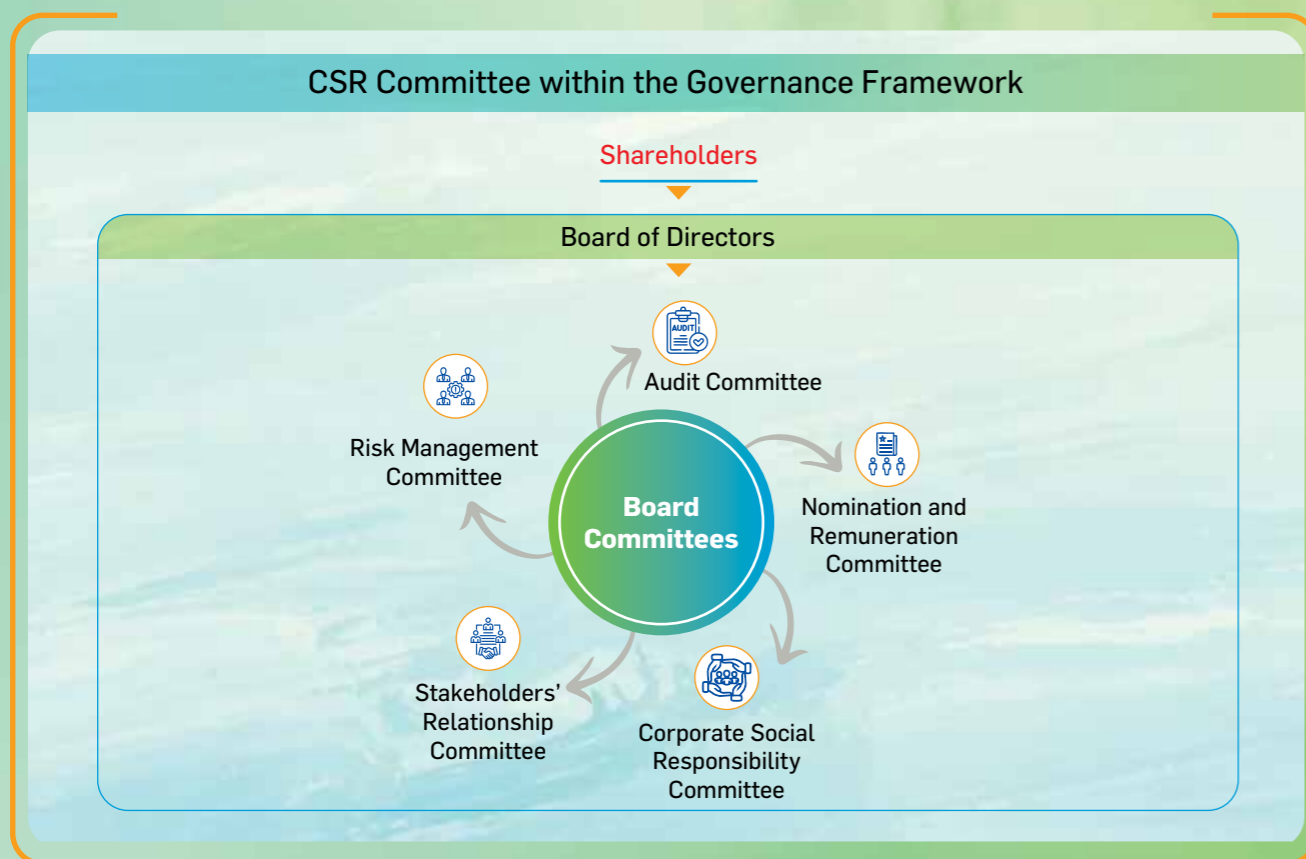 CSR Committee within the Governance Framework
Shareholders
Board of Directors
AUDIT
Audit Committee
Risk Management
Committee
Board
Committees
Nomination and
Remuneration
Committee
Stakeholders’
Relationship
Committee
Corporate Social
Responsibility
Committee